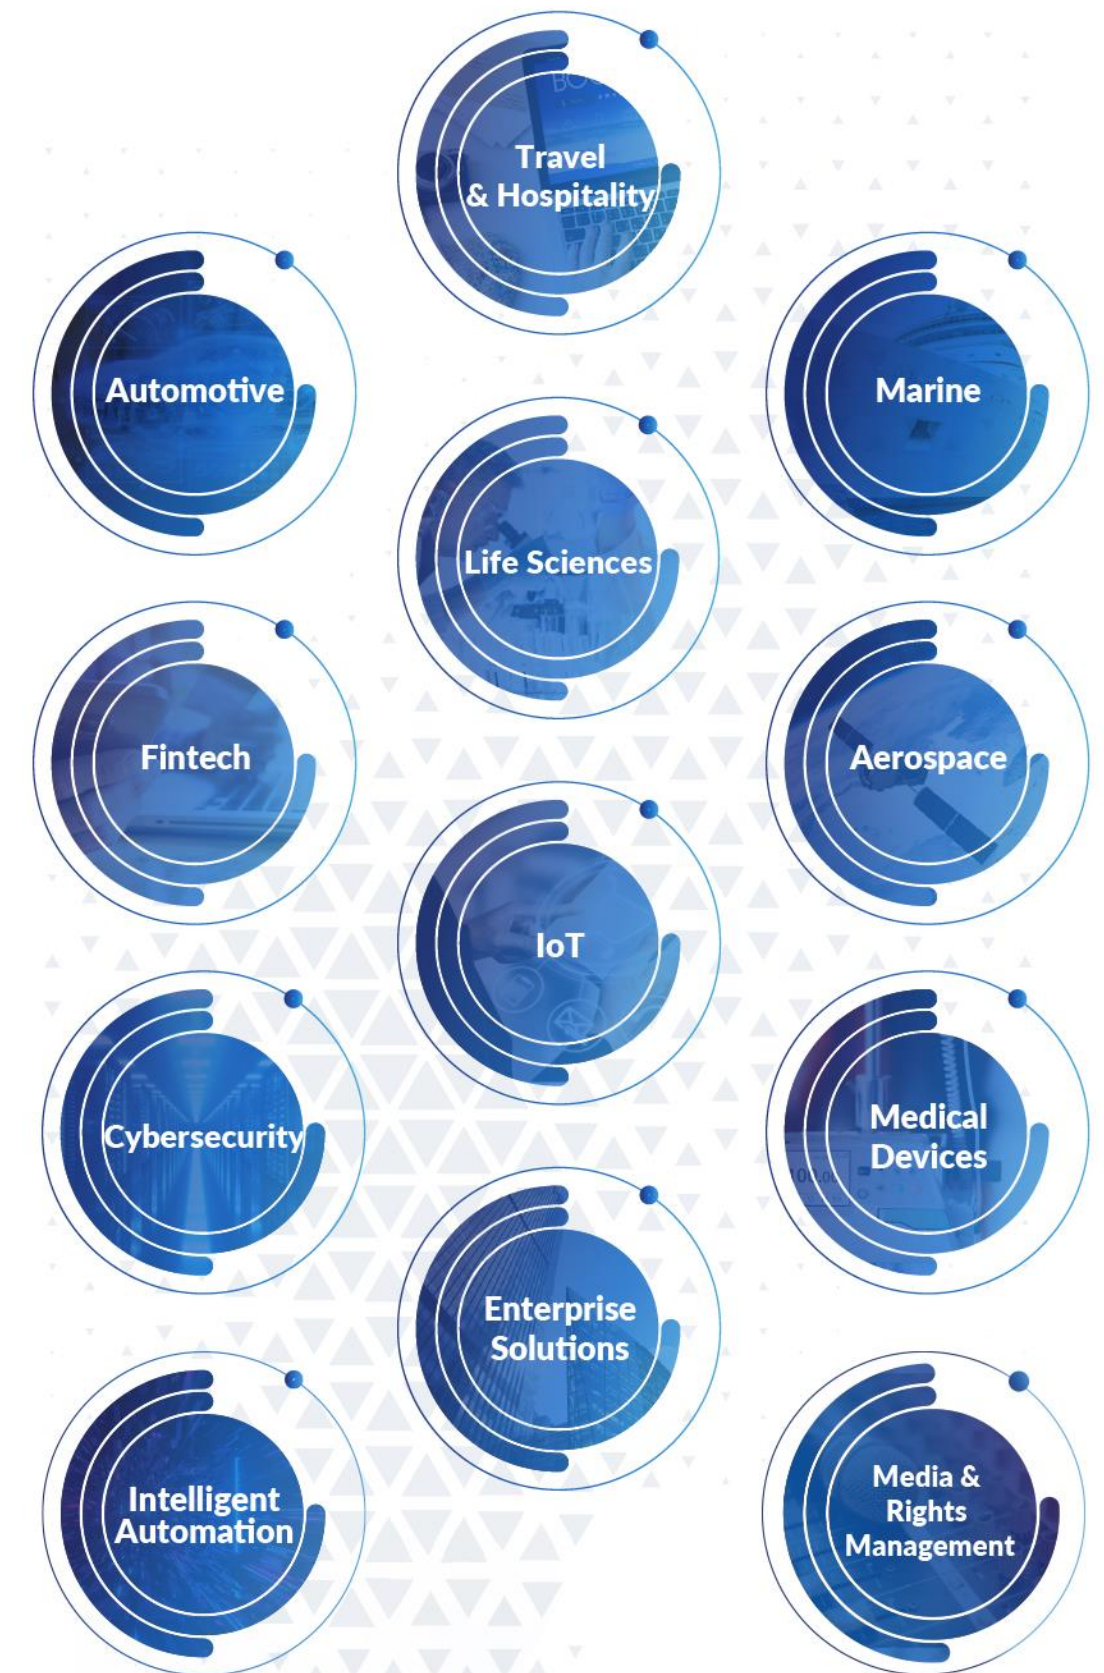 Travel
& Hospitality
Automotive
Marine
Life Sciences
Fintech
Aerospace
IoT
Cybersecurity
Medical
Devices
Enterprise
Solutions
Intelligent
Automation
Media &
Rights
Management